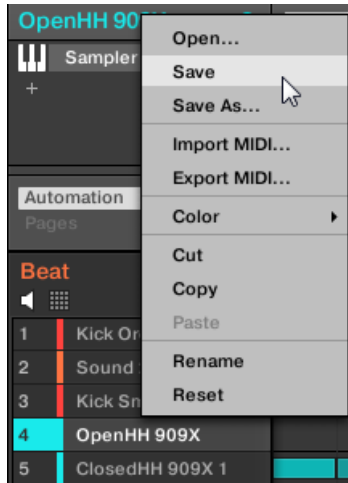 OpenHH 90
Sampler
+
Automation
Pages
Beat
1 Kick Or
2 Sound
3 Kick Sn
4 OpenHH 909X
5 ClosedHH 909X 1
Open...
Save
Save As...
Import MIDI...
Export MIDI...
Color
Cut
Copy
Paste
Rename
Reset